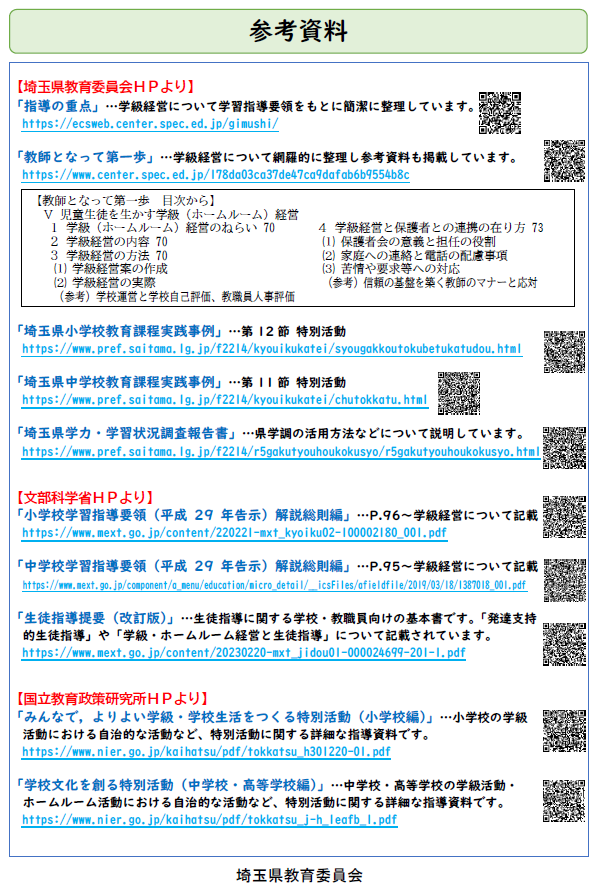 参考資料
【埼玉県教育委員会ＨＰより】
「指導の重点」…学級経営について学習指導要領をもとに簡潔に整理しています。
https://ecsweb.center.spec.ed.jp/gimushi/
「教師となって第一歩」…学級経営について網羅的に整理し参考資料も掲載しています。
https://www.center.spec.ed.jp/178da03ca37de47ca9dafab6b9554b8c
【教師となって第一歩　目次から】
Ⅴ 児童生徒を生かす学級（ホームルーム）経営
１ 学級（ホームルーム）経営のねらい 70
２ 学級経営の内容 70
３ 学級経営の方法 70
⑴ 学級経営案の作成
⑵ 学級経営の実際
（参考）学校運営と学校自己評価、教職員人事評価
４ 学級経営と保護者との連携の在り方 73
⑴ 保護者会の意義と担任の役割
⑵ 家庭への連絡と電話の配慮事項
⑶ 苦情や要求等への対応
（参考）信頼の基盤を築く教師のマナーと応対
「埼玉県小学校教育課程実践事例」…第 12 節 特別活動
https://www.pref.saitama.lg.jp/f2214/kyouikukatei/syougakkoutokubetukatudou.html
「埼玉県中学校教育課程実践事例」…第 11 節 特別活動
https://www.pref.saitama.lg.jp/f2214/kyouikukatei/chutokkatu.html
「埼玉県学力・学習状況調査報告書」…県学調の活用方法などについて説明しています。
https://www.pref.saitama.lg.jp/f2214/r5gakutyouhoukokusyo/r5gakutyouhoukokusyo.html
【文部科学省ＨＰより】
「小学校学習指導要領（平成 29 年告示）解説総則編」…P.96～学級経営について記載
https://www.mext.go.jp/content/220221-mxt_kyoiku02-100002180_001.pdf
「中学校学習指導要領（平成 29 年告示）解説総則編」…P.95～学級経営について記載
https://www.mext.go.jp/component/a_menu/education/micro_detail/__icsFiles/afieldfile/2019/03/18/1387018_001.pdf
「生徒指導提要（改訂版）」…生徒指導に関する学校・教職員向けの基本書です。「発達支持
的生徒指導」や「学級・ホームルーム経営と生徒指導」について記載されています。
https://www.mext.go.jp/content/20230220-mxt_jidou01-000024699-201-1.pdf
【国立教育政策研究所ＨＰより】
「みんなで，よりよい学級・学校生活をつくる特別活動（小学校編）」…小学校の学級
活動における自治的な活動など、特別活動に関する詳細な指導資料です。
https://www.nier.go.jp/kaihatsu/pdf/tokkatsu_h301220-01.pdf
「学校文化を創る特別活動（中学校・高等学校編）」…中学校・高等学校の学級活動・
ホームルーム活動における自治的な活動など、特別活動に関する詳細な指導資料です。
https://www.nier.go.jp/kaihatsu/pdf/tokkatsu_j-h_leafb_1.pdf
埼玉県教育委員会